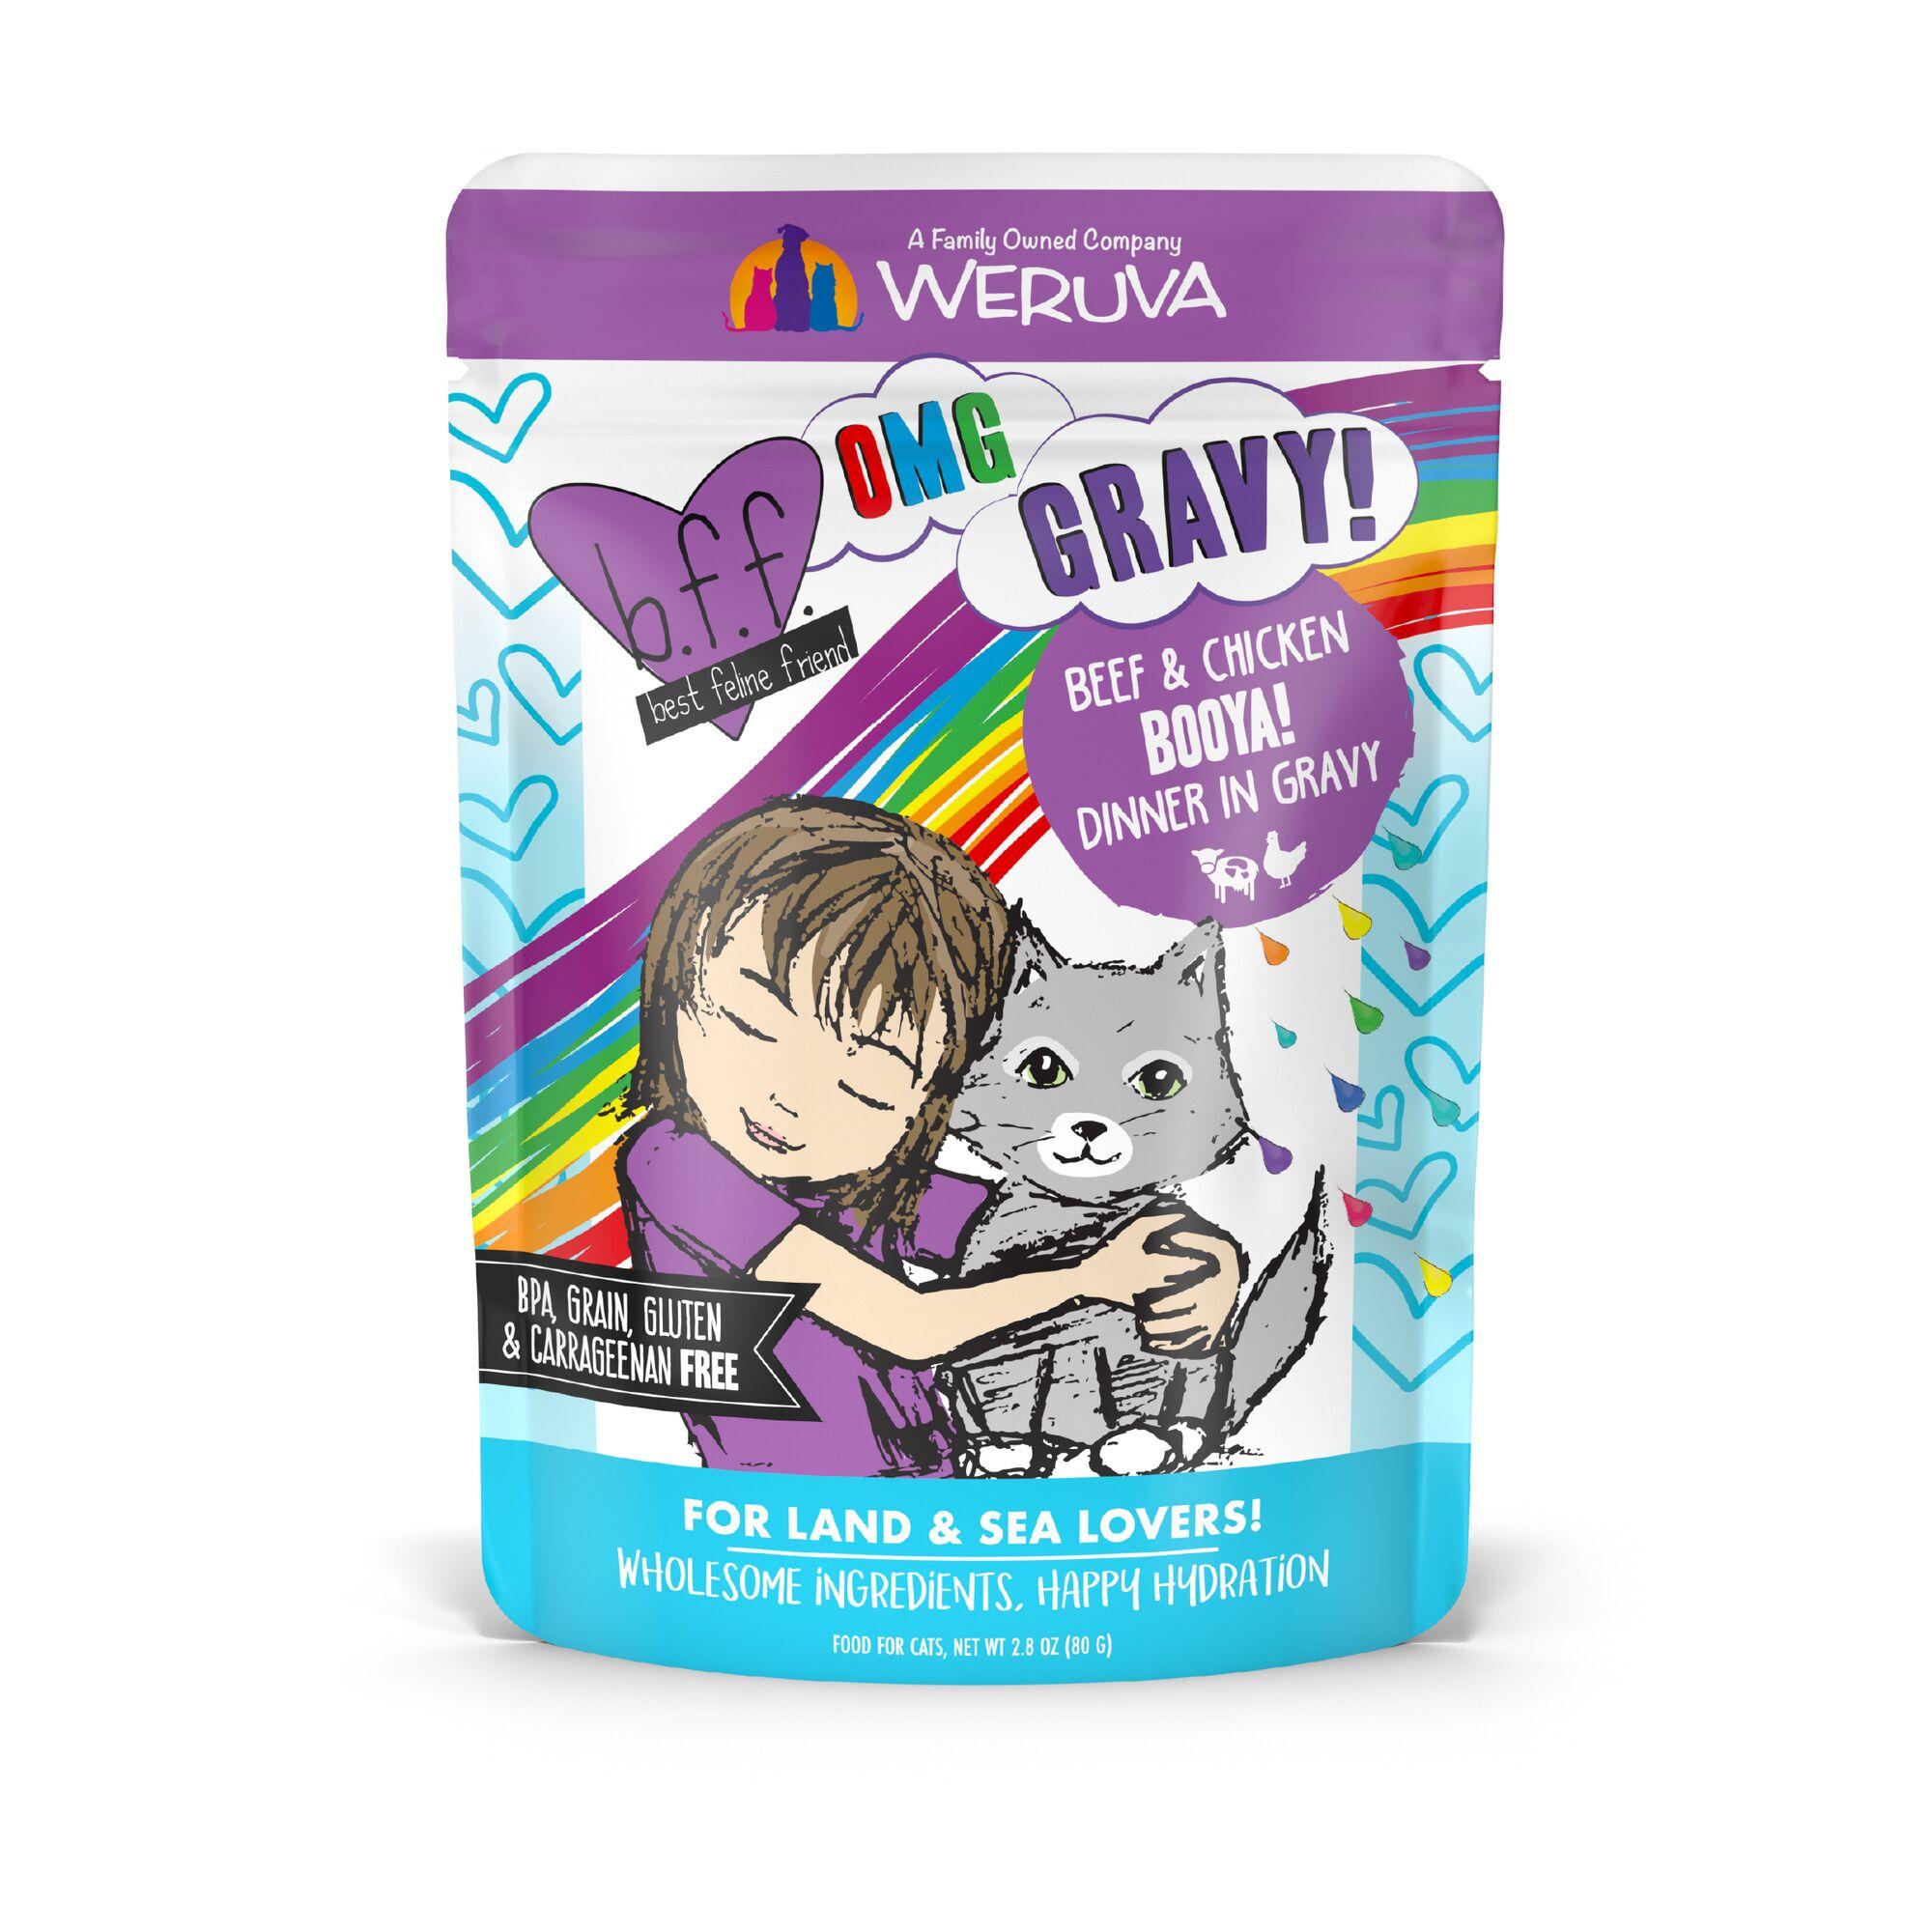 A Family Owned Company
WERUVA
OMG
GRAVY!
b.f.f.
best feline friend
BEEF & CHICKEN
BOOYA!
DINNER IN GRAVY
BPA, GRAIN, GLUTEN
& CARRAGEENAN FREE
FOR LAND & SEA LOVERS!
WHOLESOME INGREDIENTS, HAPPY HYDRATION
FOOD FOR CATS, NET WT 2.8 OZ (80 G)